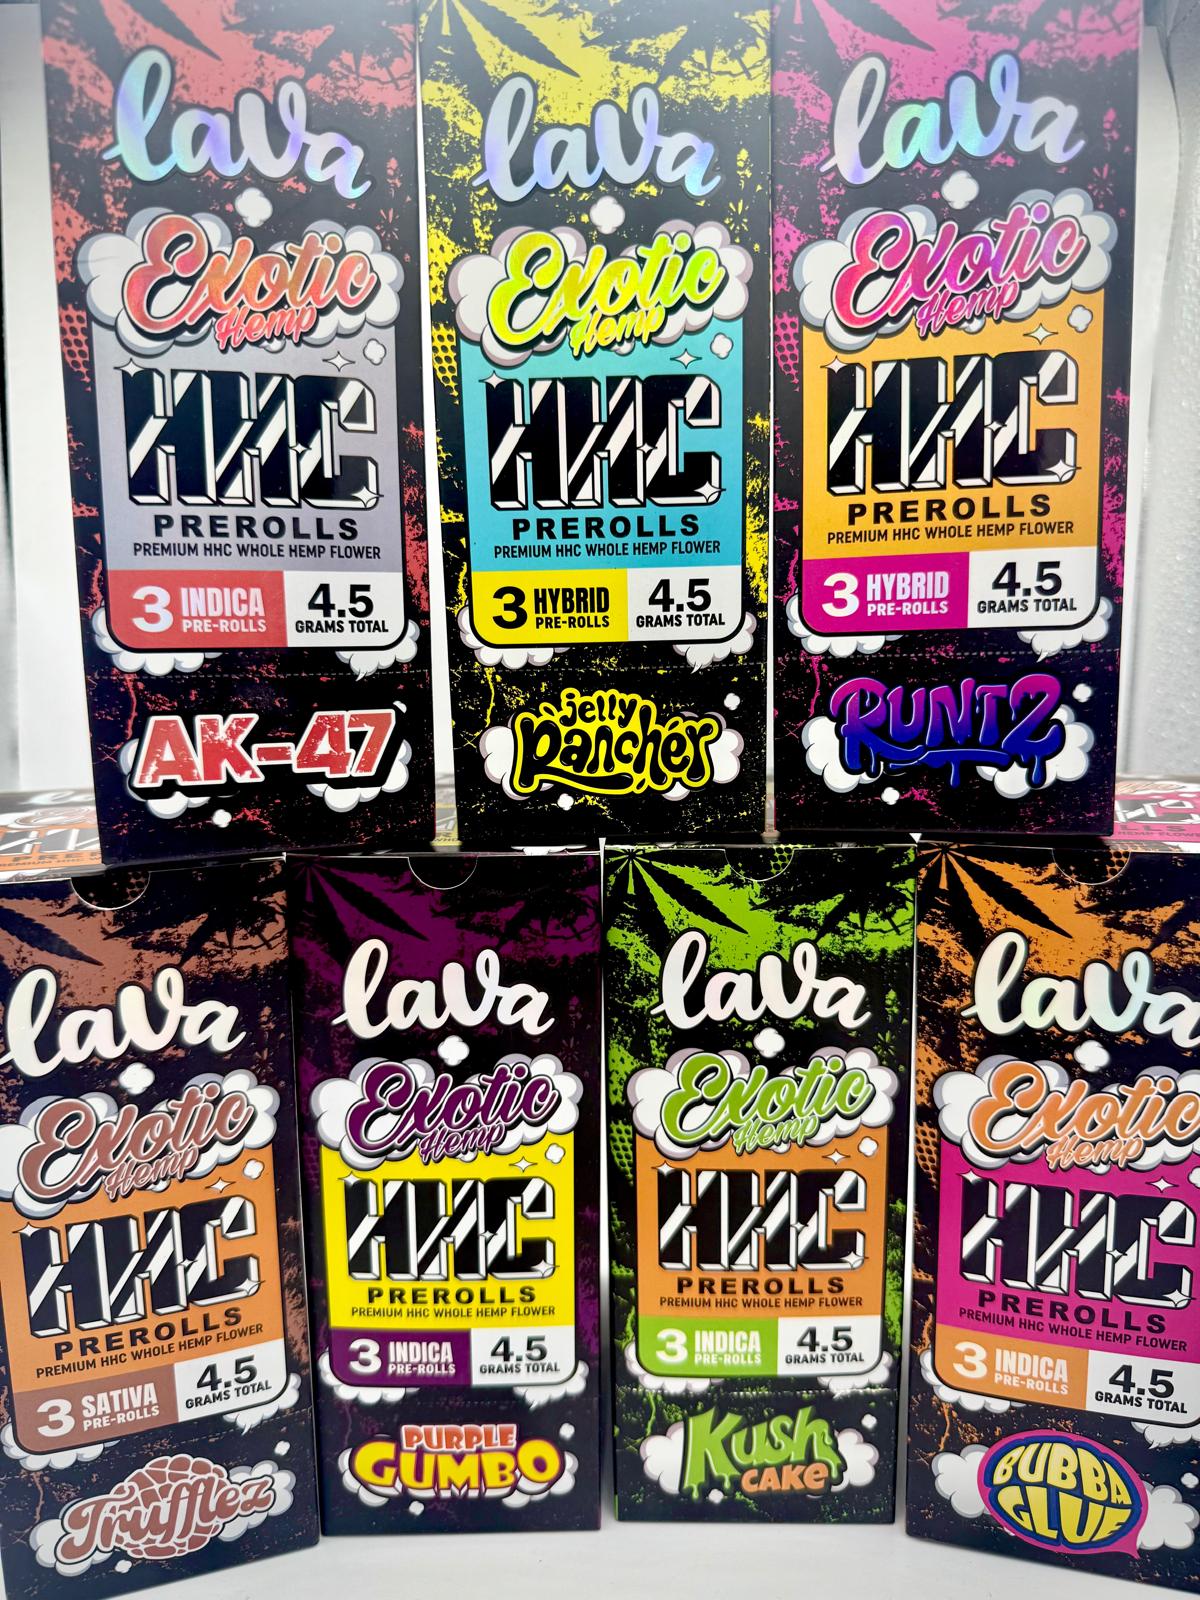 lava
Exotic
Hemp
HHC
PREROLLS
PREMIUM HHC WHOLE HEMP FLOWER
3 INDICA
PRE-ROLLS
4.5
GRAMS TOTAL
AK-47
lava
Exotic
Hemp
HHC
PREROLLS
PREMIUM HHC WHOLE HEMP FLOWER
3 HYBRID
PRE-ROLLS
4.5
GRAMS TOTAL
jelly
Rancher
lava
Exotic
Hemp
HHC
PREROLLS
PREMIUM HHC WHOLE HEMP FLOWER
3 HYBRID
PRE-ROLLS
4.5
GRAMS TOTAL
RUNTZ
lava
Exotic
Hemp
HHC
PREROLLS
PREMIUM HHC WHOLE HEMP FLOWER
3 SATIVA
PRE-ROLLS
4.5
GRAMS TOTAL
Trufflez
lava
Exotic
Hemp
HHC
PREROLLS
PREMIUM HHC WHOLE HEMP FLOWER
3 INDICA
PRE-ROLLS
4.5
GRAMS TOTAL
PURPLE
GUMBO
lava
Exotic
Hemp
HHC
PREROLLS
PREMIUM HHC WHOLE HEMP FLOWER
3 INDICA
PRE-ROLLS
4.5
GRAMS TOTAL
Kush
CAKE
lava
Exotic
Hemp
HHC
PREROLLS
PREMIUM HHC WHOLE HEMP FLOWER
3 INDICA
PRE-ROLLS
4.5
GRAMS TOTAL
BUBBA
GLUE